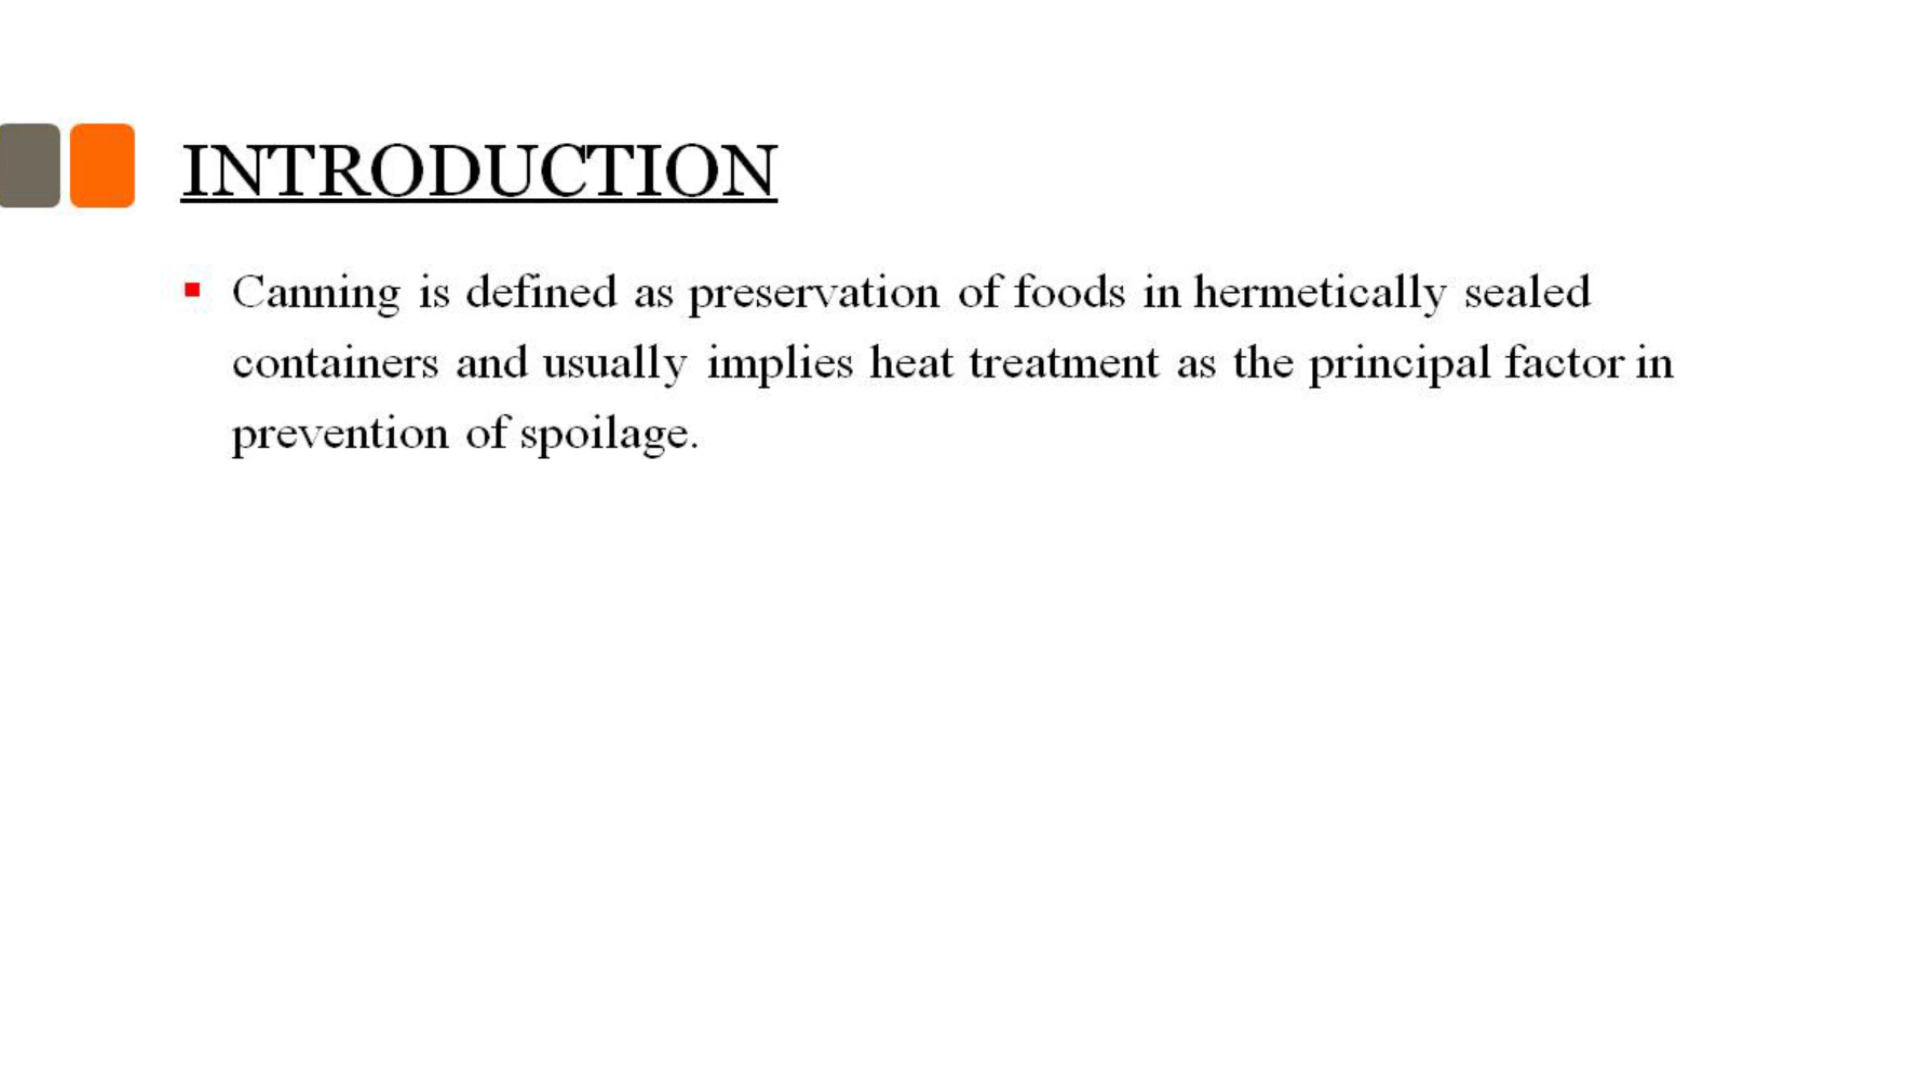 INTRODUCTION
Canning is defined as preservation of foods in hermetically sealed
containers and usually implies heat treatment as the principal factor in
prevention of spoilage.